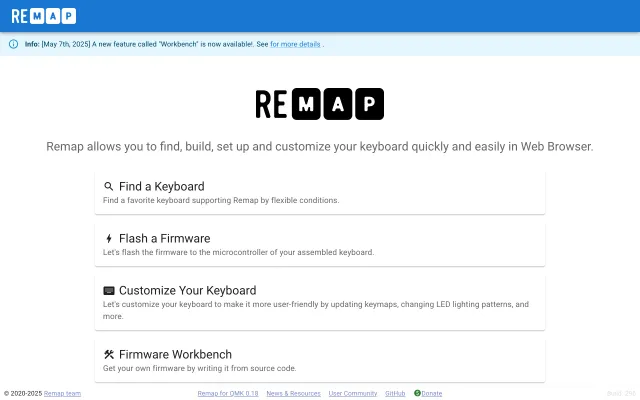 REMAP
Info: [May 7th, 2025] A new feature called "Workbench" is now available!. See for more details .
REMAP
Remap allows you to find, build, set up and customize your keyboard quickly and easily in Web Browser.
Find a Keyboard
Find a favorite keyboard supporting Remap by flexible conditions.
Flash a Firmware
Let's flash the firmware to the microcontroller of your assembled keyboard.
Customize Your Keyboard
Let's customize your keyboard to make it more user-friendly by updating keymaps, changing LED lighting patterns, and
more.
Firmware Workbench
Get your own firmware by writing it from source code.
© 2020-2025 Remap team Remap for QMK 0.18 News & Resources User Community GitHub $ Donate